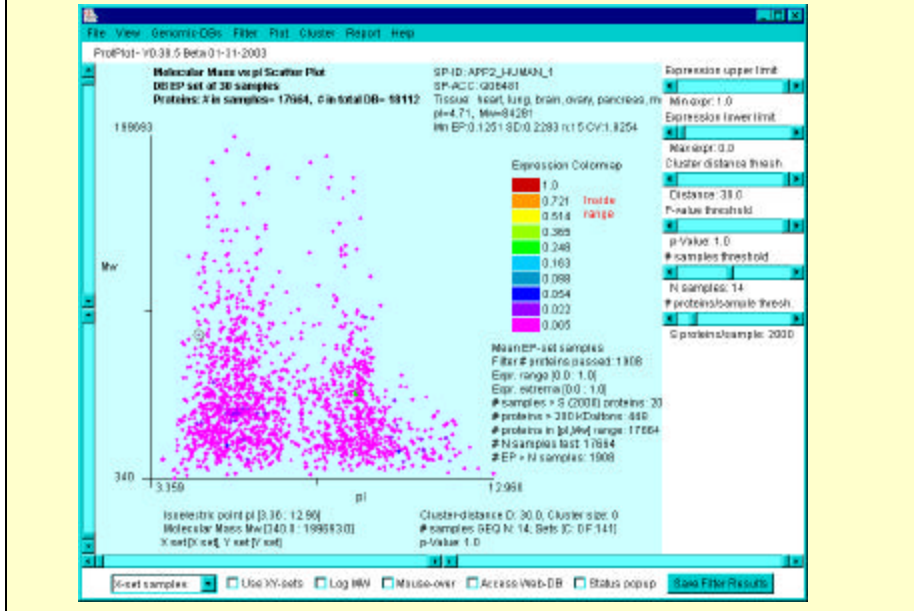 File View Genomic-DBs Filter Plot Cluster Report Help
ProtPlot- V0.38.5 Beta 01-31-2003
Molecular Mass vs pI Scatter Plot
DB EP set of 36 samples
Proteins: # in samples= 17664, # in total DB= 18112
SP-ID: APP2_HUMAN_1
SP-ACC: Q06481
Tissue: heart, lung, brain, ovary, pancreas, m
pI=4.71, Mw=84281
Mn EP:0.1251 SD:0.2283 n:15 CV:1.8254
Expression upper limit
Min expr: 1.0
Expression lower limit
Max expr: 0.0
Cluster distance thresh.
Distance: 30.0
P-value threshold
p-Value: 1.0
# samples threshold
N samples: 14
# proteins/sample thresh.
S proteins/sample: 2000
199693
Mw
340
3.359
12.960
pI
Expression Colormap
1.0
0.721
0.514
0.369
0.248
0.163
0.098
0.054
0.022
0.005
Inside
range
Mean EP-set samples
Filter # proteins passed: 1908
Expr. range [0.0 : 1.0]
Expr. extrema [0.0 : 1.0]
# samples > S (2000) proteins: 20
# proteins > 200 kDaltons: 448
# proteins in [pI,Mw] range: 17664
# N samples test: 17664
# EP > N samples: 1908
Isoelectric point pI [3.36 : 12.96]
Molecular Mass Mw [340.0 : 199693.0]
X set [X set], Y set [Y set]
Cluster-distance D: 30.0, Cluster size: 0
# samples GEQ N: 14, Sets [C: 0 F:141]
p-Value: 1.0
X-set samples
Use XY-sets
Log MW
Mouse-over
Access Web-DB
Status popup
Save Filter Results